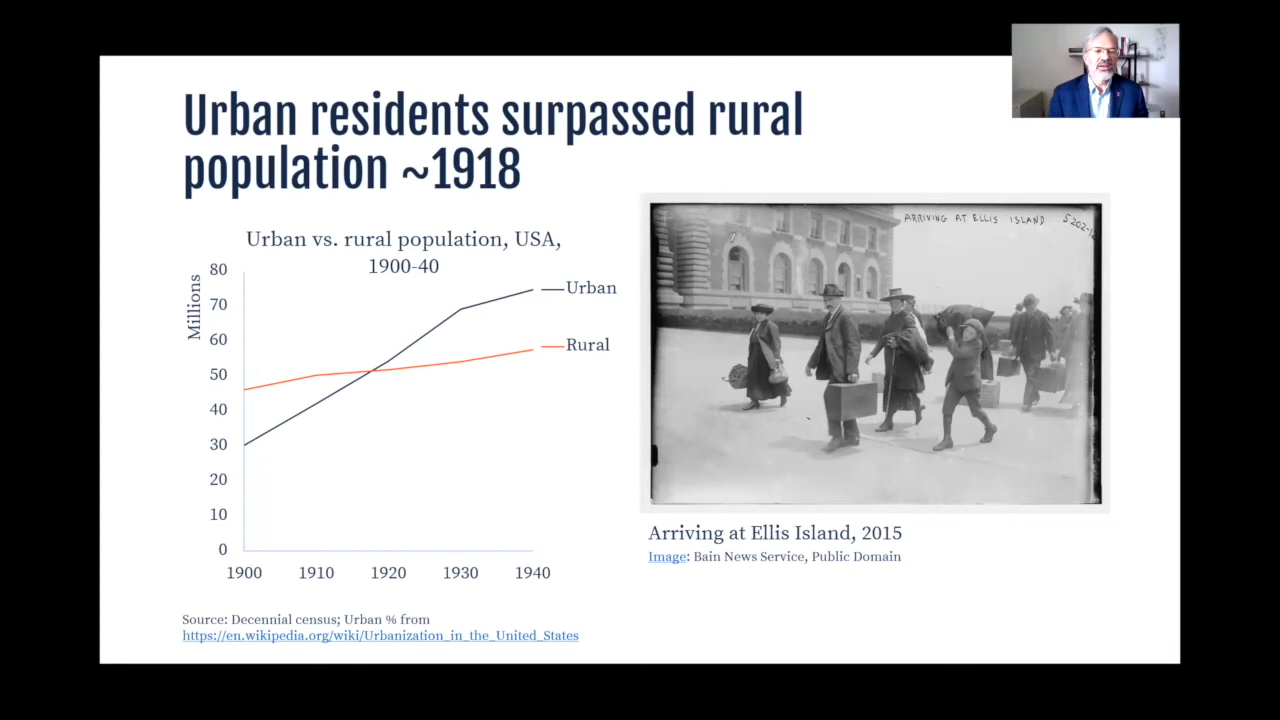 Urban residents surpassed rural
population ~1918
Urban vs. rural population, USA,
1900-40
Millions
80
70
60
50
40
30
20
10
0
1900 1910 1920 1930 1940
Urban
Rural
Source: Decennial census; Urban % from
https://en.wikipedia.org/wiki/Urbanization_in_the_United_States
ARRIVING AT ELLIS ISLAND
Arriving at Ellis Island, 2015
Image: Bain News Service, Public Domain